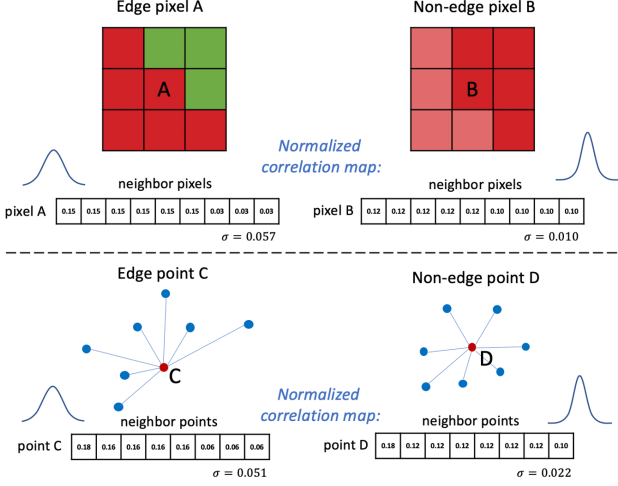 Edge pixel A
Non-edge pixel B
A
B
Normalized
correlation map:
neighbor pixels
neighbor pixels
pixel A 0.15 0.15 0.15 0.15 0.15 0.15 0.03 0.03 0.03
pixel B 0.12 0.12 0.12 0.12 0.12 0.10 0.10 0.10 0.10
σ = 0.057
σ = 0.010
Edge point C
Non-edge point D
C
D
Normalized
correlation map:
neighbor points
neighbor points
point C 0.18 0.16 0.16 0.16 0.16 0.06 0.06 0.06
point D 0.18 0.12 0.12 0.12 0.12 0.12 0.12 0.10
σ = 0.051
σ = 0.022